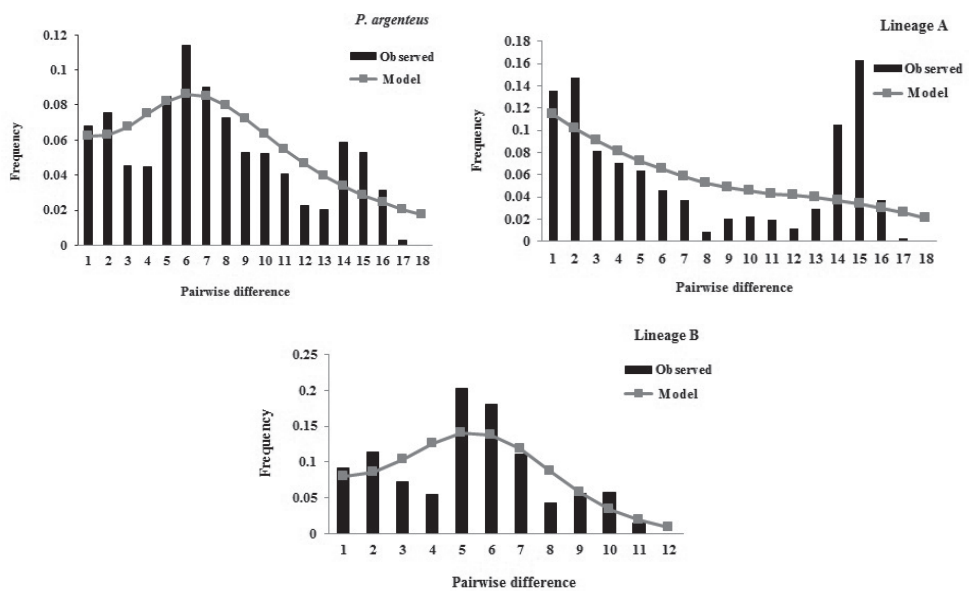 P. argenteus
0.12
0.1
0.08
0.06
0.04
0.02
0
Frequency
Observed
Model
1 2 3 4 5 6 7 8 9 10 11 12 13 14 15 16 17 18
Pairwise difference
Lineage A
0.18
0.16
0.14
0.12
0.1
0.08
0.06
0.04
0.02
0
Frequency
Observed
Model
1 2 3 4 5 6 7 8 9 10 11 12 13 14 15 16 17 18
Pairwise difference
Lineage B
0.25
0.2
0.15
0.1
0.05
0
Frequency
Observed
Model
1 2 3 4 5 6 7 8 9 10 11 12
Pairwise difference